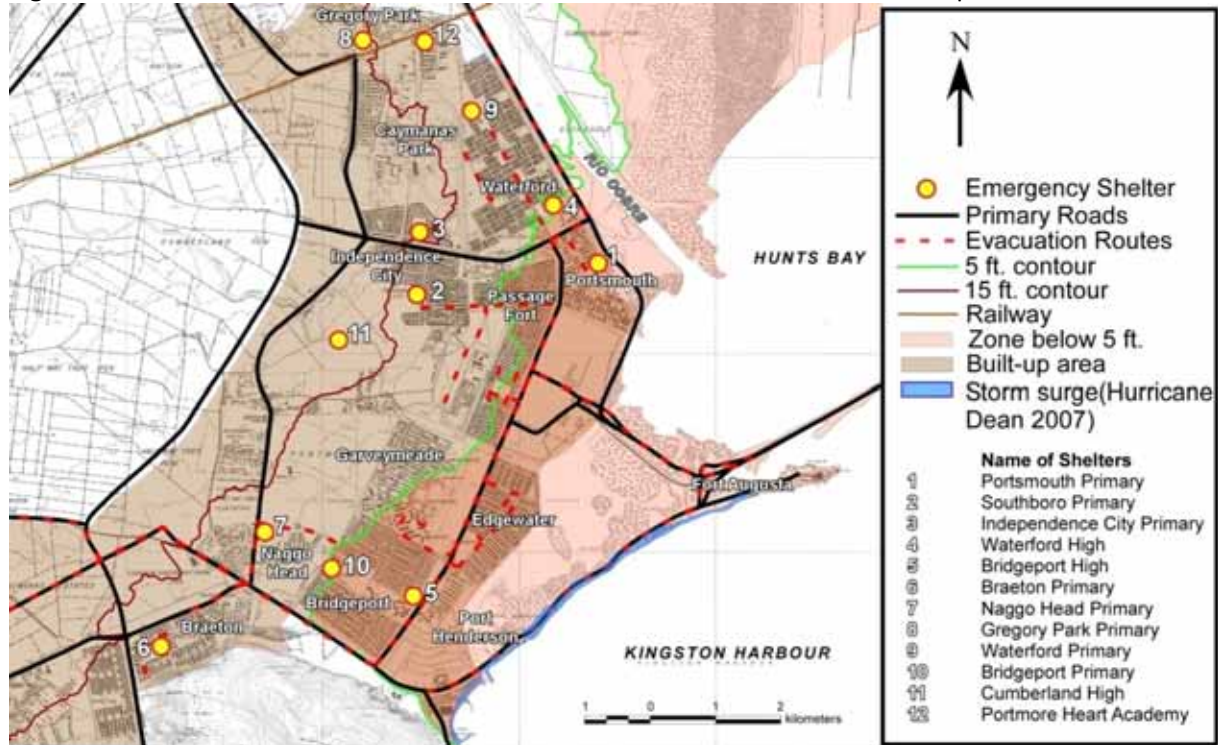 Gregory Park
8
12
9
Caymanas
Park
RIO COBRE
Waterford
4
3
Independence
City
1
Portsmouth
HUNTS BAY
2
Passage
Fort
11
Garveymeade
Fort Augusta
Edgewater
7
Naggo
Head
10
Bridgeport
5
Braeton
6
Port
Henderson
KINGSTON HARBOUR
1 0 1 2
kilometers
N
Emergency Shelter
Primary Roads
Evacuation Routes
5 ft. contour
15 ft. contour
Railway
Zone below 5 ft.
Built-up area
Storm surge(Hurricane
Dean 2007)
Name of Shelters
1 Portsmouth Primary
2 Southboro Primary
3 Independence City Primary
4 Waterford High
5 Bridgeport High
6 Braeton Primary
7 Naggo Head Primary
8 Gregory Park Primary
9 Waterford Primary
10 Bridgeport Primary
11 Cumberland High
12 Portmore Heart Academy